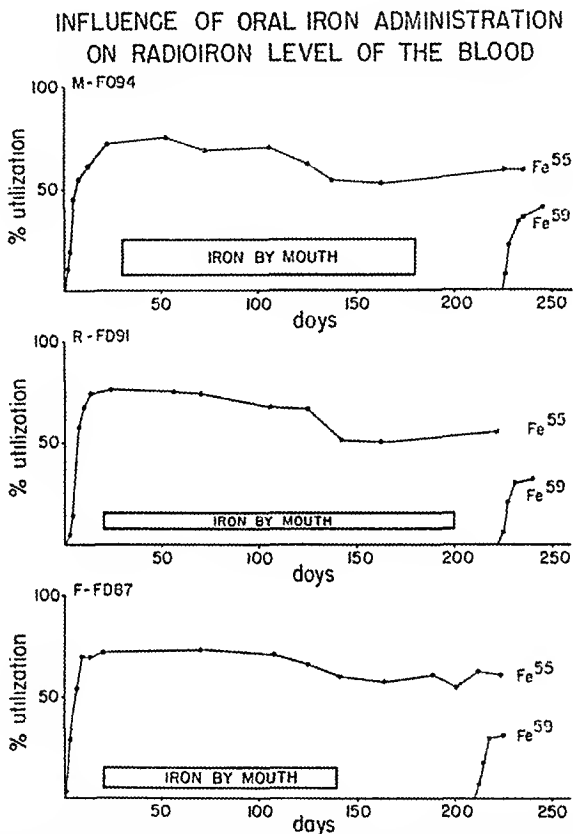 INFLUENCE OF ORAL IRON ADMINISTRATION
ON RADIOIRON LEVEL OF THE BLOOD
M-FD94
100
50
% utilization
Fe55
Fe59
IRON BY MOUTH
50 100 150 200 250
days
R-FD91
100
50
% utilization
Fe55
Fe59
IRON BY MOUTH
50 100 150 200 250
days
F-FD87
100
50
% utilization
Fe55
Fe59
IRON BY MOUTH
50 100 150 200 250
days